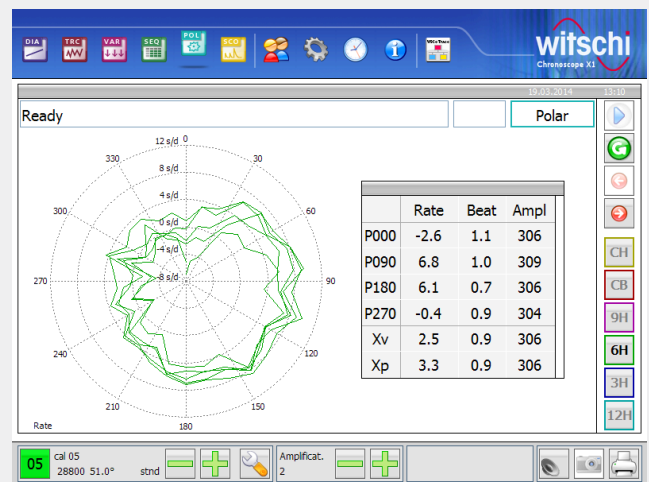 DIA TRC VAR SEQ POL SCO WiCoTrace
witschi
Chronoscope X1
19.03.2014 13:10
Ready Polar
12 s/d 0
330 30
8 s/d
4 s/d
300 60
0 s/d
-4 s/d
-8 s/d
270 90
240 120
210 150
Rate 180
Rate Beat Ampl
P000 -2.6 1.1 306
P090 6.8 1.0 309
P180 6.1 0.7 306
P270 -0.4 0.9 304
Xv 2.5 0.9 306
Xp 3.3 0.9 306
G
CH
CB
9H
6H
3H
12H
05 cal 05
28800 51.0° stnd
Amplificat.
2